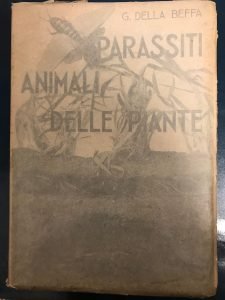 G. DELLA BEFFA
PARASSITI
ANIMALI
DELLE PIANTE